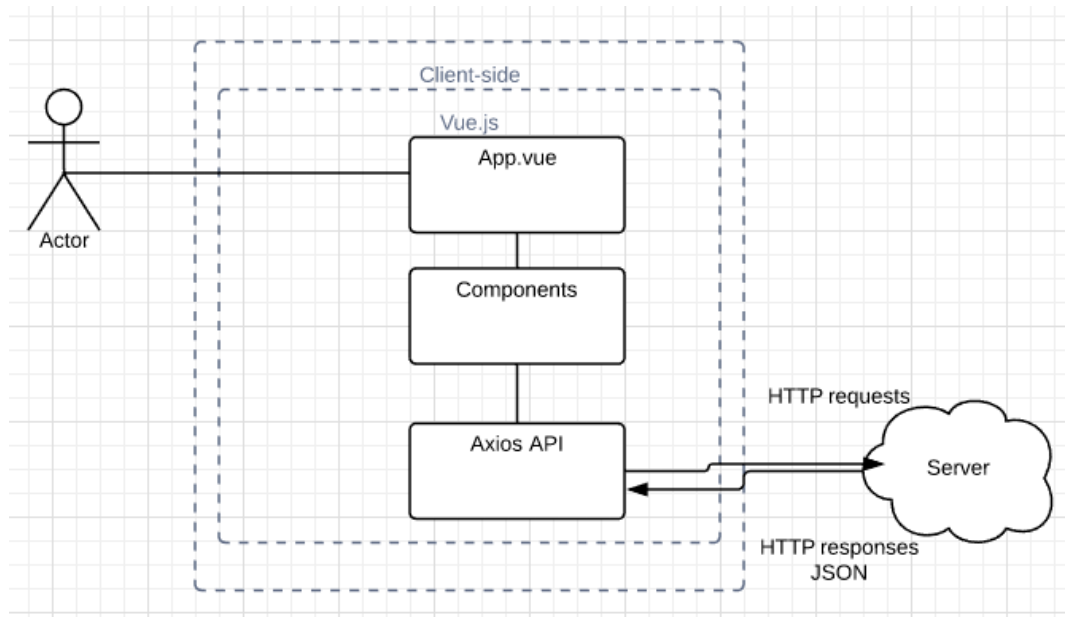 Client-side
Vue.js
App.vue
Actor
Components
HTTP requests
Axios API
Server
HTTP responses
JSON